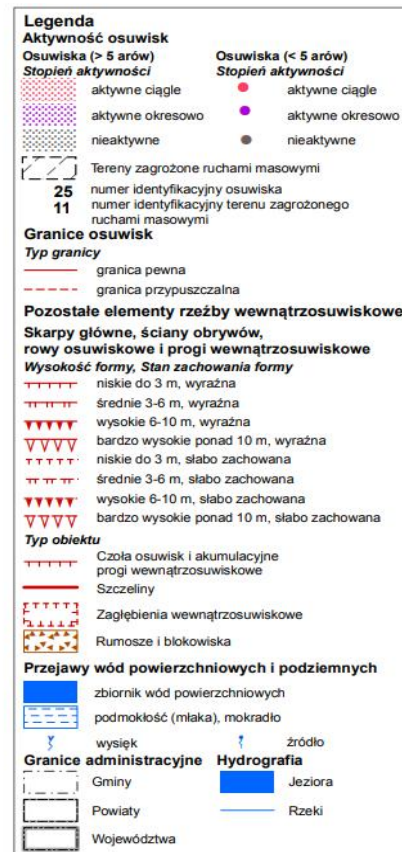 Legenda
Aktywność osuwisk
Osuwiska (> 5 arów) Osuwiska (< 5 arów)
Stopień aktywności Stopień aktywności
aktywne ciągle aktywne ciągle
aktywne okresowo aktywne okresowo
nieaktywne nieaktywne
Tereny zagrożone ruchami masowymi
25 numer identyfikacyjny osuwiska
11 numer identyfikacyjny terenu zagrożonego
ruchami masowymi
Granice osuwisk
Typ granicy
granica pewna
granica przypuszczalna
Pozostałe elementy rzeźby wewnątrzosuwiskowe
Skarpy główne, ściany obrywów,
rowy osuwiskowe i progi wewnątrzosuwiskowe
Wysokość formy, Stan zachowania formy
niskie do 3 m, wyraźna
średnie 3-6 m, wyraźna
wysokie 6-10 m, wyraźna
bardzo wysokie ponad 10 m, wyraźna
niskie do 3 m, słabo zachowana
średnie 3-6 m, słabo zachowana
wysokie 6-10 m, słabo zachowana
bardzo wysokie ponad 10 m, słabo zachowana
Typ obiektu
Czoła osuwisk i akumulacyjne
progi wewnątrzosuwiskowe
Szczeliny
Zagłębienia wewnątrzosuwiskowe
Rumosze i blokowiska
Przejawy wód powierzchniowych i podziemnych
zbiornik wód powierzchniowych
podmokłość (młaka), mokradło
wysięk źródło
Granice administracyjne Hydrografia
Gminy Jeziora
Powiaty Rzeki
Województwa